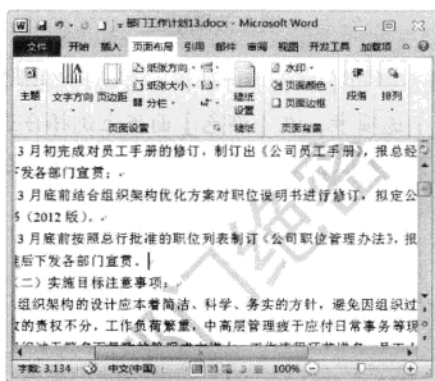 部门工作计划13.docx - Microsoft Word
文件 开始 插入 页面布局 引用 邮件 审阅 视图 开发工具 加载项
主题 文字方向 页边距 纸张方向 纸张大小 分栏 稿纸设置 水印 页面颜色 页面边框 段落 排列
页面设置 稿纸 页面背景
3 月初完成对员工手册的修订，制订出《公司员工手册》，报总经
下发各部门宣贯；
3 月底前结合组织架构优化方案对职位说明书进行修订，拟定公
（2012 版）。
3 月底前按照总行批准的职位列表制订《公司职位管理办法》，报
准后下发各部门宣贯。
（二）实施目标注意事项：
组织架构的设计应本着简洁、科学、务实的方针，避免因组织过
的责权不分，工作负荷繁重，中高层管理疲于应付日常事务等现
部门绝密
字数: 3,134 中文(中国) 100%